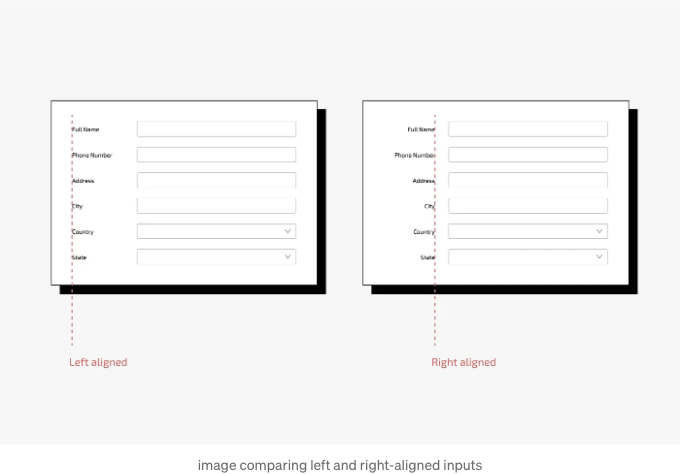 Full Name
Phone Number
Address
City
Country
State
Left aligned
Full Name
Phone Number
Address
City
Country
State
Right aligned
image comparing left and right-aligned inputs